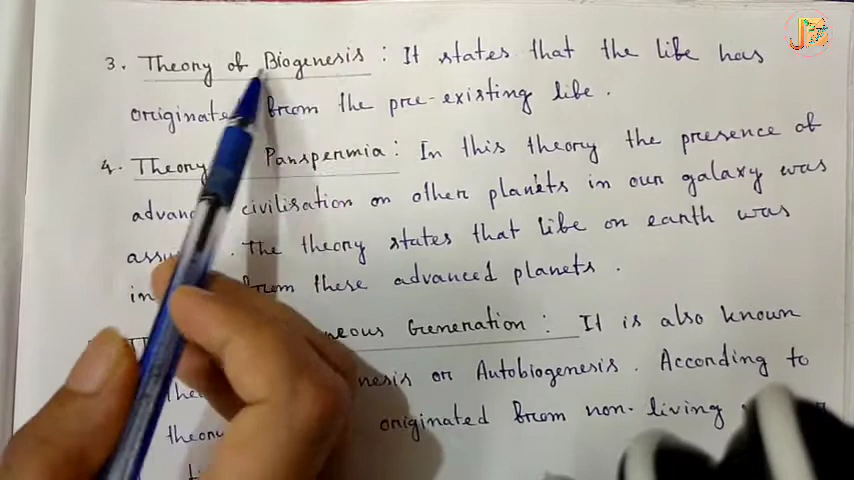 3. Theory of Biogenesis : It states that the life has
originate from the pre-existing life.
4. Theory Panspermia : In this theory the presence of
advan civilisation on other planets in our galaxy was
assu . The theory states that life on earth was
in from these advanced planets.
neous Generation : It is also known
nesis or Autobiogenesis. According to
theor originated from non-living